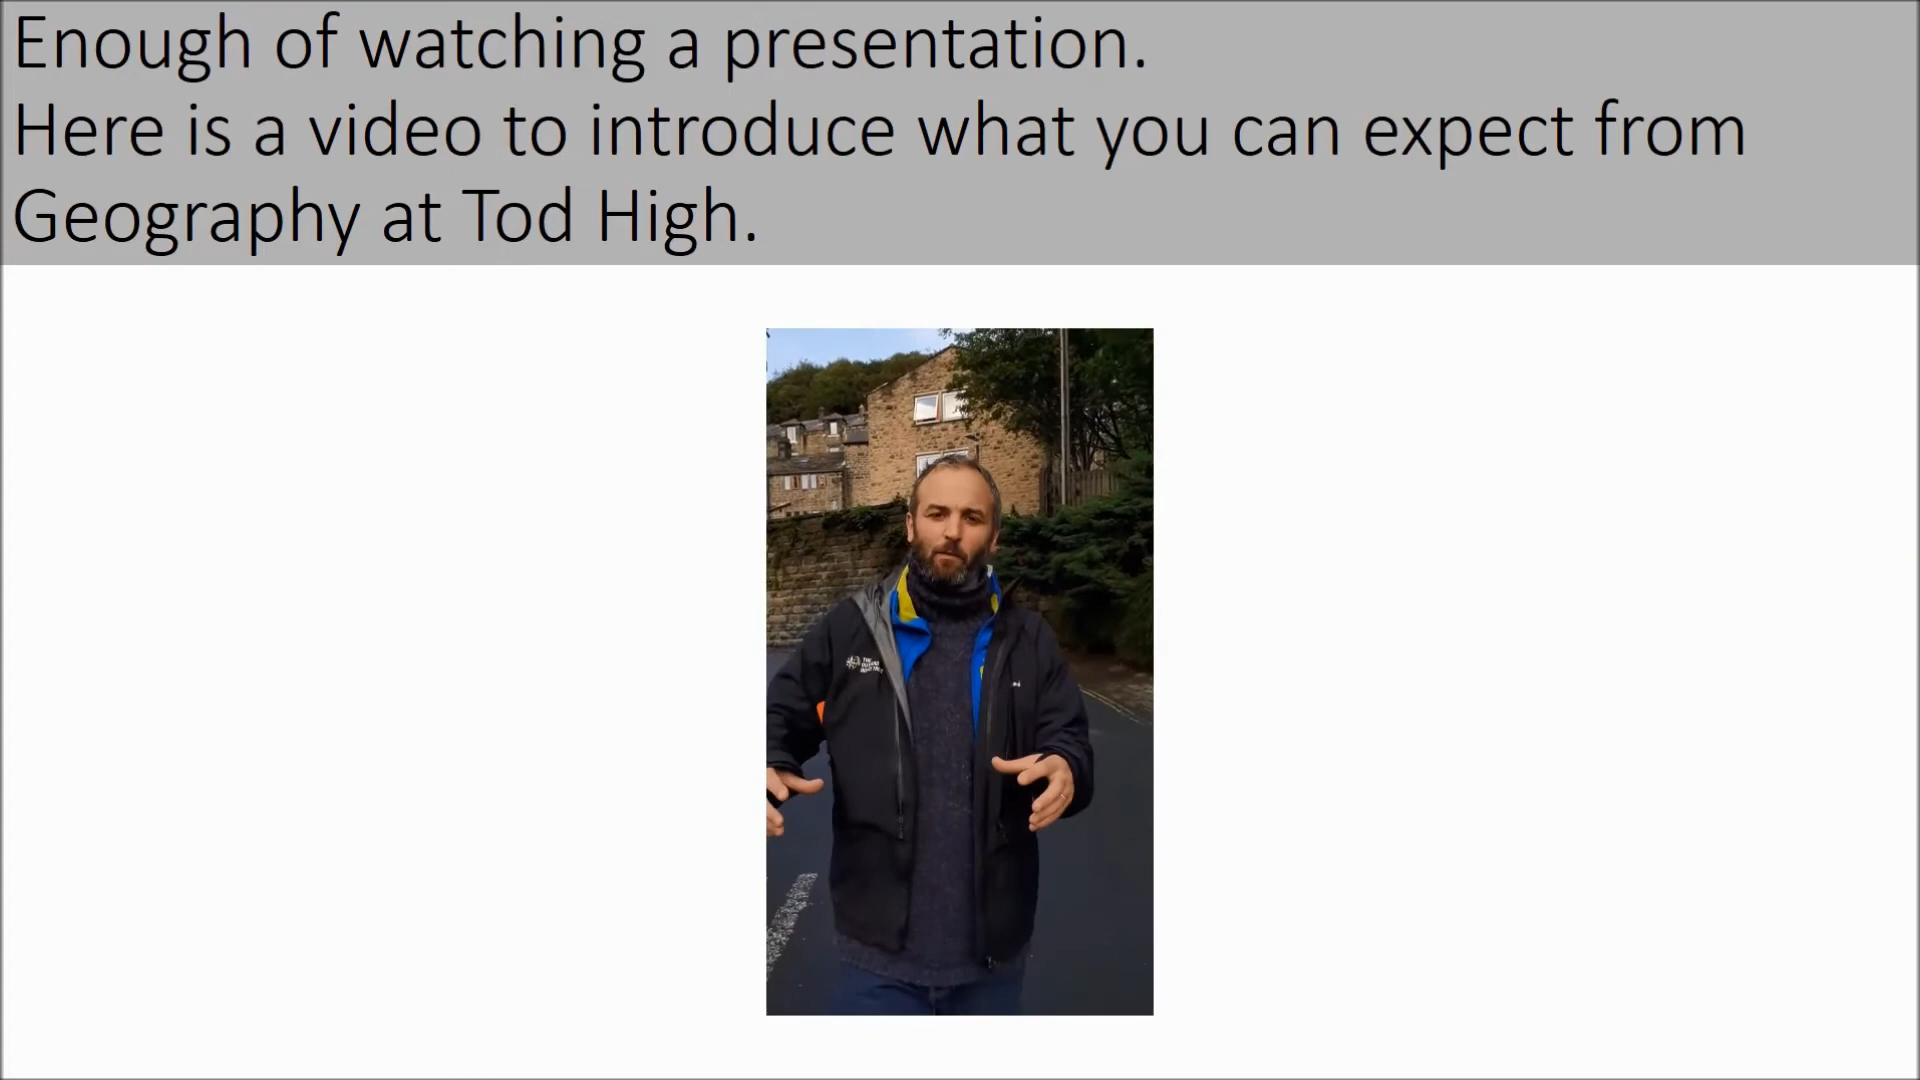 Enough of watching a presentation.
Here is a video to introduce what you can expect from
Geography at Tod High.